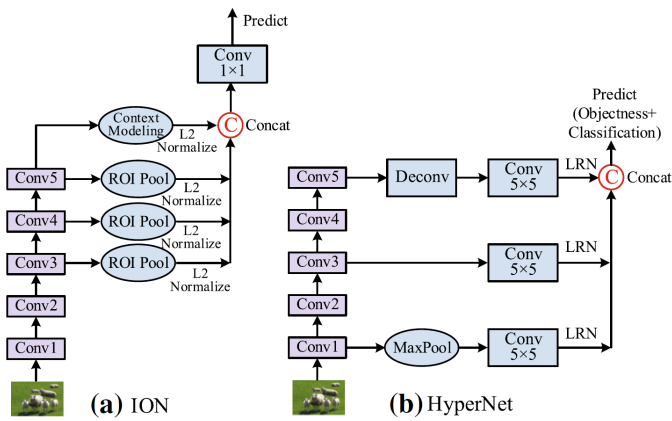 Predict
Conv
1×1
Context
Modeling
L2
Normalize
C
Concat
Conv5
ROI Pool
L2
Normalize
Conv4
ROI Pool
L2
Normalize
Conv3
ROI Pool
L2
Normalize
Conv2
Conv1
(a) ION
Predict
(Objectness+
Classification)
Conv5
Deconv
Conv
5×5
LRN
C
Concat
Conv4
Conv3
Conv
5×5
LRN
Conv2
Conv1
MaxPool
Conv
5×5
LRN
(b) HyperNet